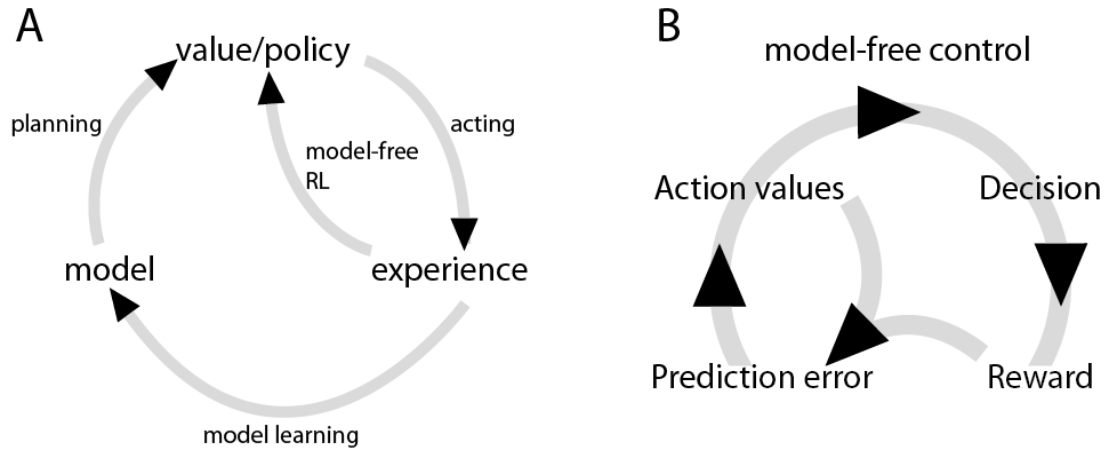 A
value/policy
planning
acting
model-free
RL
model
experience
model learning
B
model-free control
Action values
Decision
Prediction error
Reward